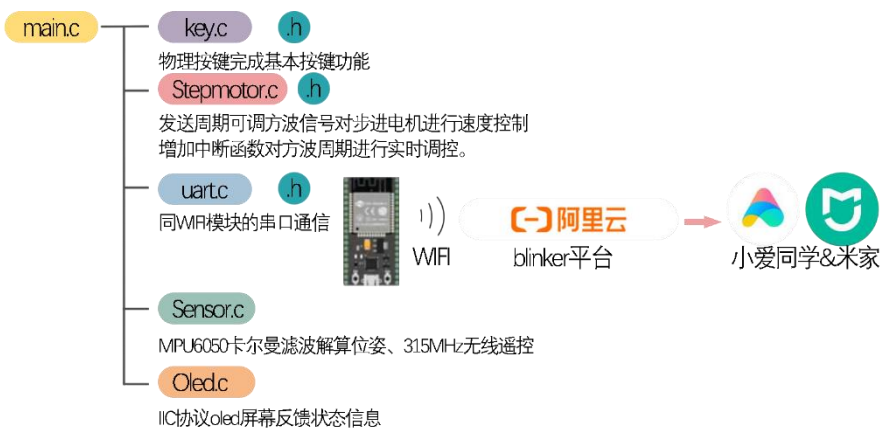 main.c
key.c
.h
物理按键完成基本按键功能
Stepmotor.c
.h
发送周期可调方波信号对步进电机进行速度控制
增加中断函数对方波周期进行实时调控。
uart.c
.h
同WIFI模块的串口通信
WIFI
阿里云
blinker平台
小爱同学&米家
Sensor.c
MPU6050卡尔曼滤波解算位姿、315MHz无线遥控
Oled.c
IIC协议oled屏幕反馈状态信息